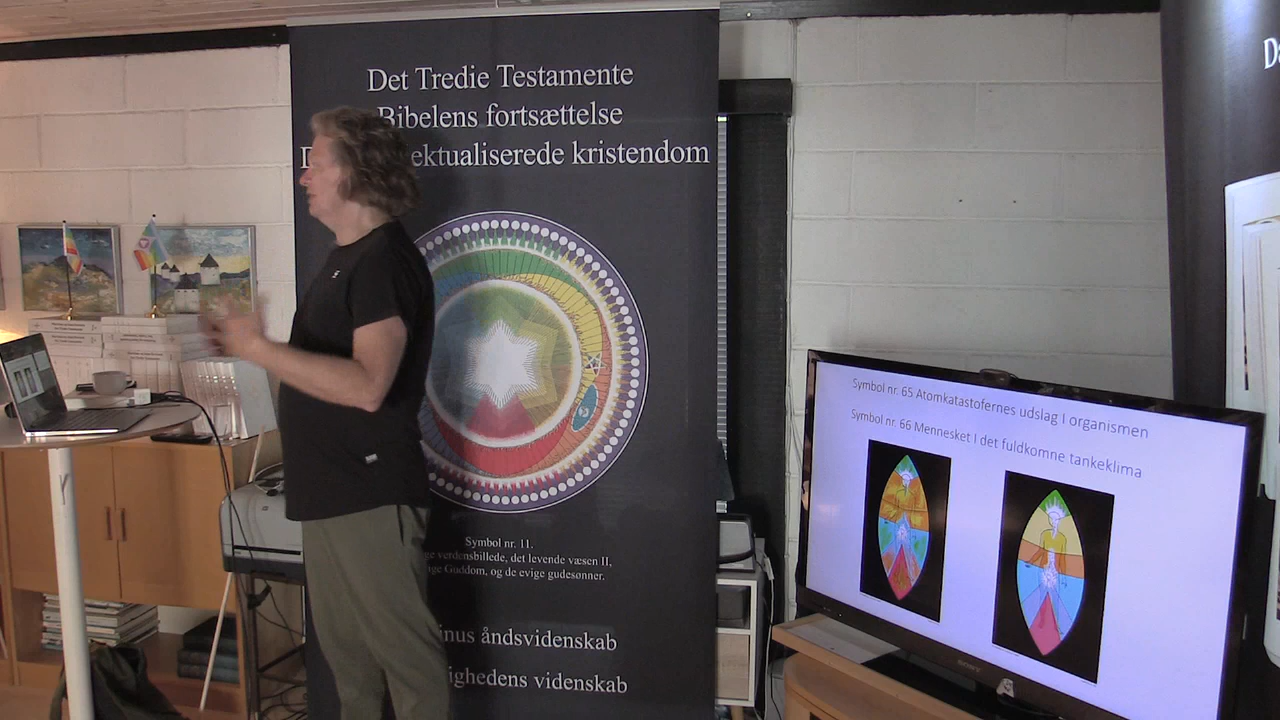 Det Tredie Testamente
Bibelens fortsættelse
D ektualiserede kristendom
Symbol nr. 11.
ge verdensbillede, det levende væsen II,
ige Guddom, og de evige gudesønner.
inus åndsvidenskab
ighedens videnskab
Symbol nr. 65 Atomkatastofernes udslag I organismen
Symbol nr. 66 Mennesket I det fuldkomne tankeklima
SONY